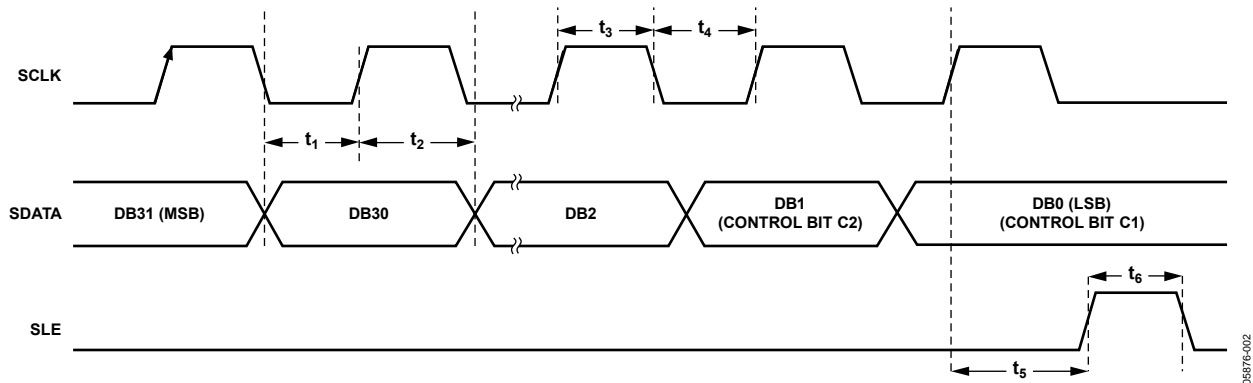 t3
t4
SCLK
t1
t2
SDATA
DB31 (MSB)
DB30
DB2
DB1
(CONTROL BIT C2)
DB0 (LSB)
(CONTROL BIT C1)
t6
SLE
t5
05876-002